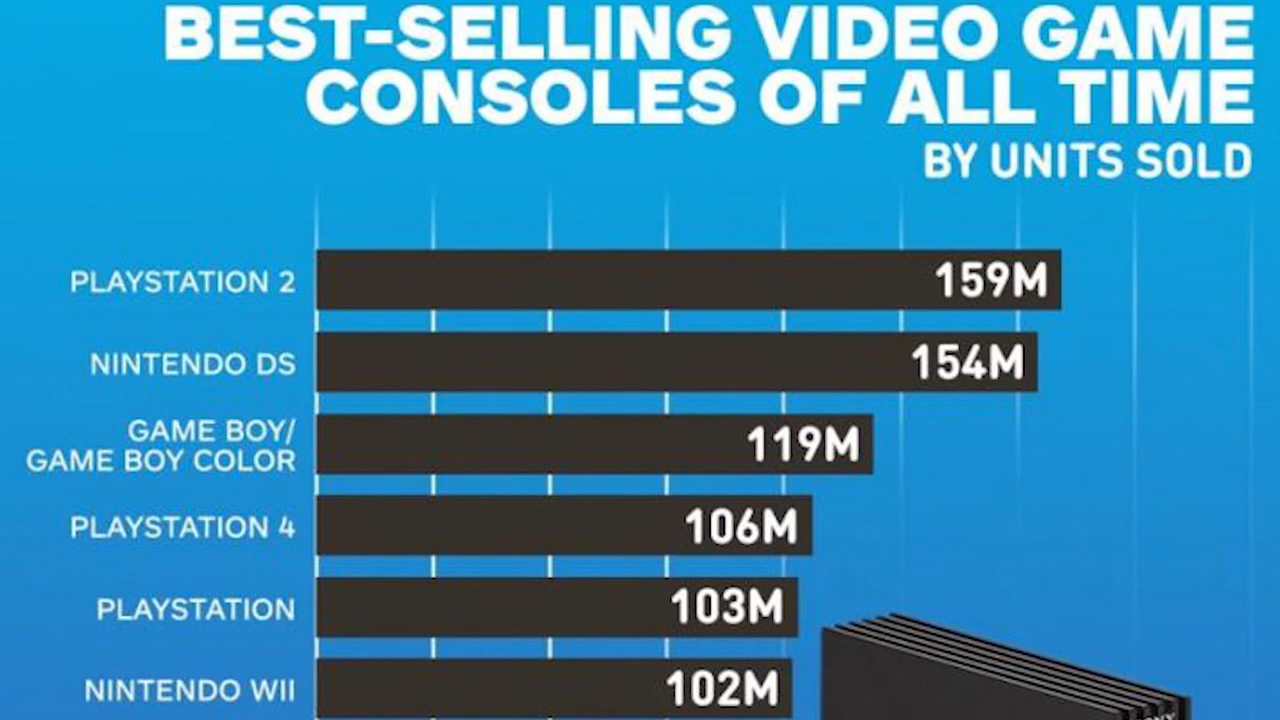 BEST-SELLING VIDEO GAME
CONSOLES OF ALL TIME
BY UNITS SOLD
PLAYSTATION 2
159M
NINTENDO DS
154M
GAME BOY/
GAME BOY COLOR
119M
PLAYSTATION 4
106M
PLAYSTATION
103M
NINTENDO WII
102M